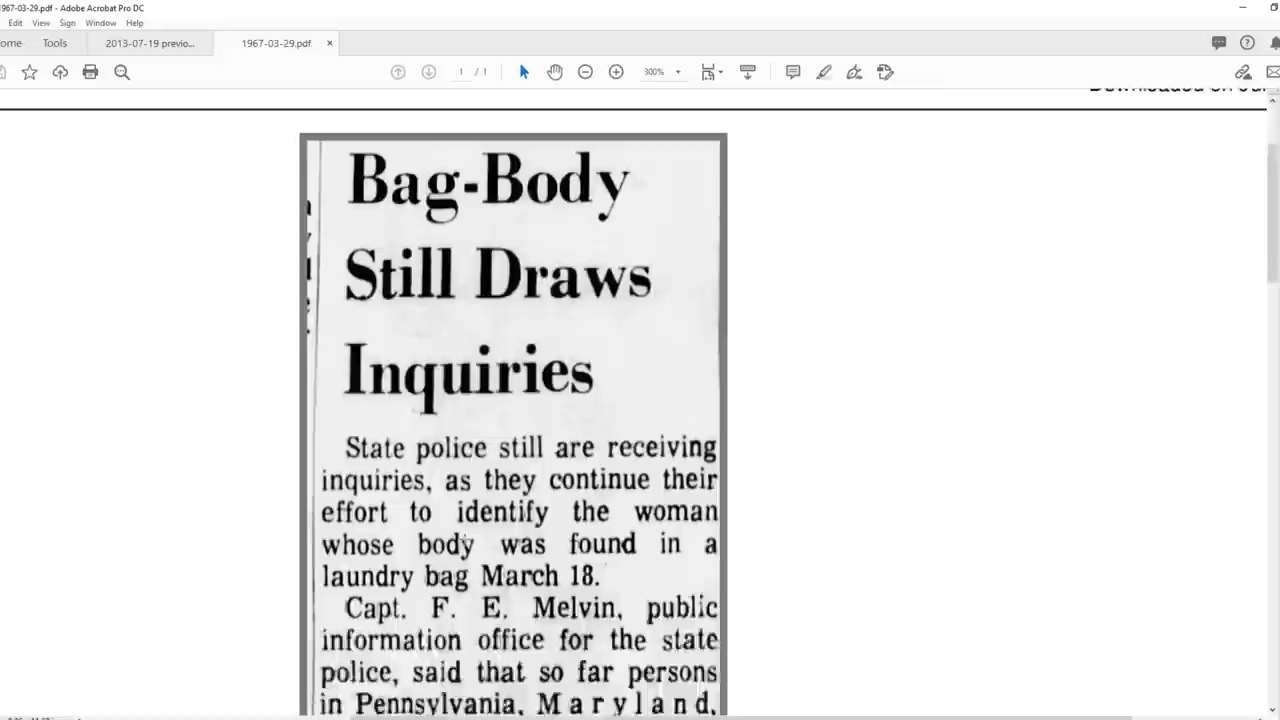 1967-03-29.pdf - Adobe Acrobat Pro DC
Edit View Sign Window Help
ome Tools 2013-07-19 previo... 1967-03-29.pdf ×
1 / 1 300%
Bag-Body
Still Draws
Inquiries
State police still are receiving
inquiries, as they continue their
effort to identify the woman
whose body was found in a
laundry bag March 18.
Capt. F. E. Melvin, public
information office for the state
police, said that so far persons
in Pennsylvania, Maryland,